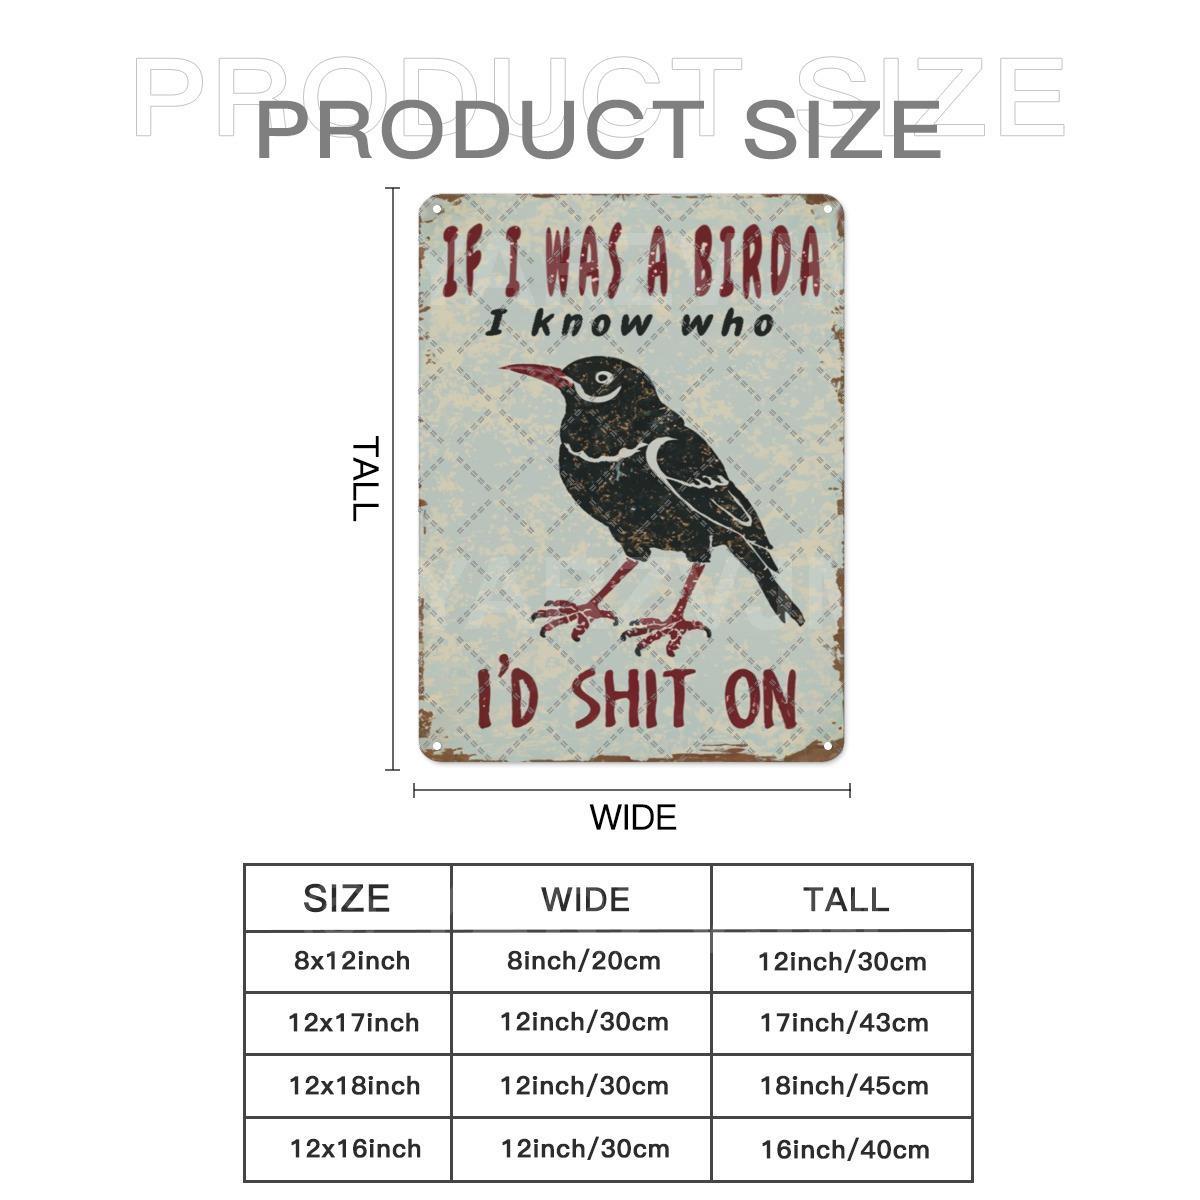 PRODUCT SIZE
PRODUCT SIZE
IF I WAS A BIRDA
I know who
I'D SHIT ON
TALL
WIDE
SIZE WIDE TALL
8x12inch 8inch/20cm 12inch/30cm
12x17inch 12inch/30cm 17inch/43cm
12x18inch 12inch/30cm 18inch/45cm
12x16inch 12inch/30cm 16inch/40cm